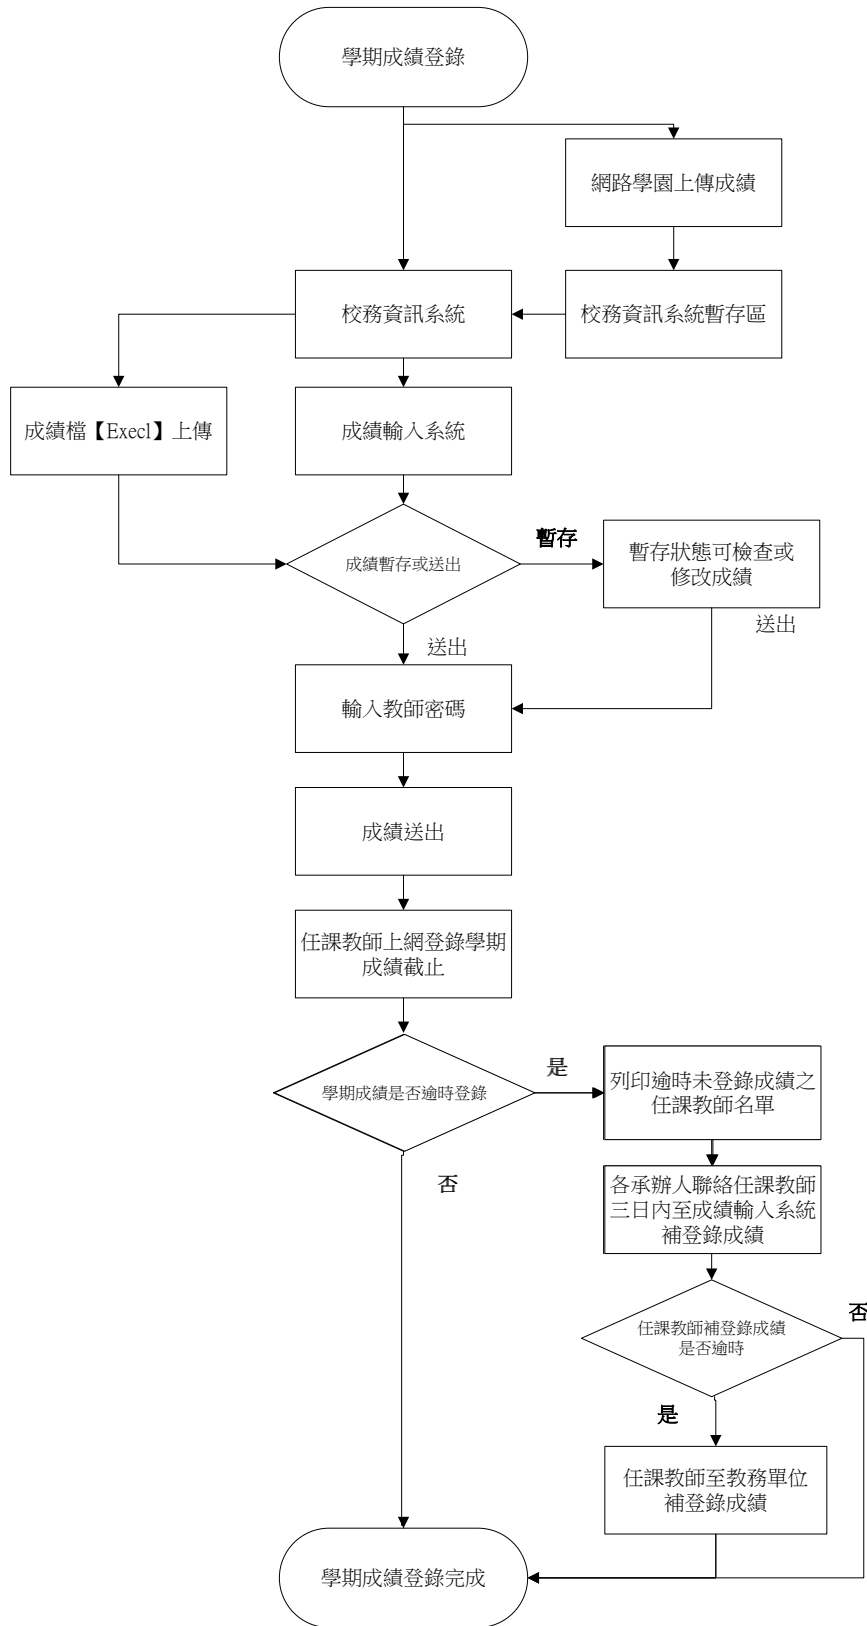 學期成績登錄
網路學園上傳成績
校務資訊系統
校務資訊系統暫存區
成績檔【Execl】上傳
成績輸入系統
成績暫存或送出
暫存
暫存狀態可檢查或
修改成績
送出
送出
輸入教師密碼
成績送出
任課教師上網登錄學期
成績截止
學期成績是否逾時登錄
是
列印逾時未登錄成績之
任課教師名單
否
各承辦人聯絡任課教師
三日內至成績輸入系統
補登錄成績
任課教師補登錄成績
是否逾時
否
是
任課教師至教務單位
補登錄成績
學期成績登錄完成